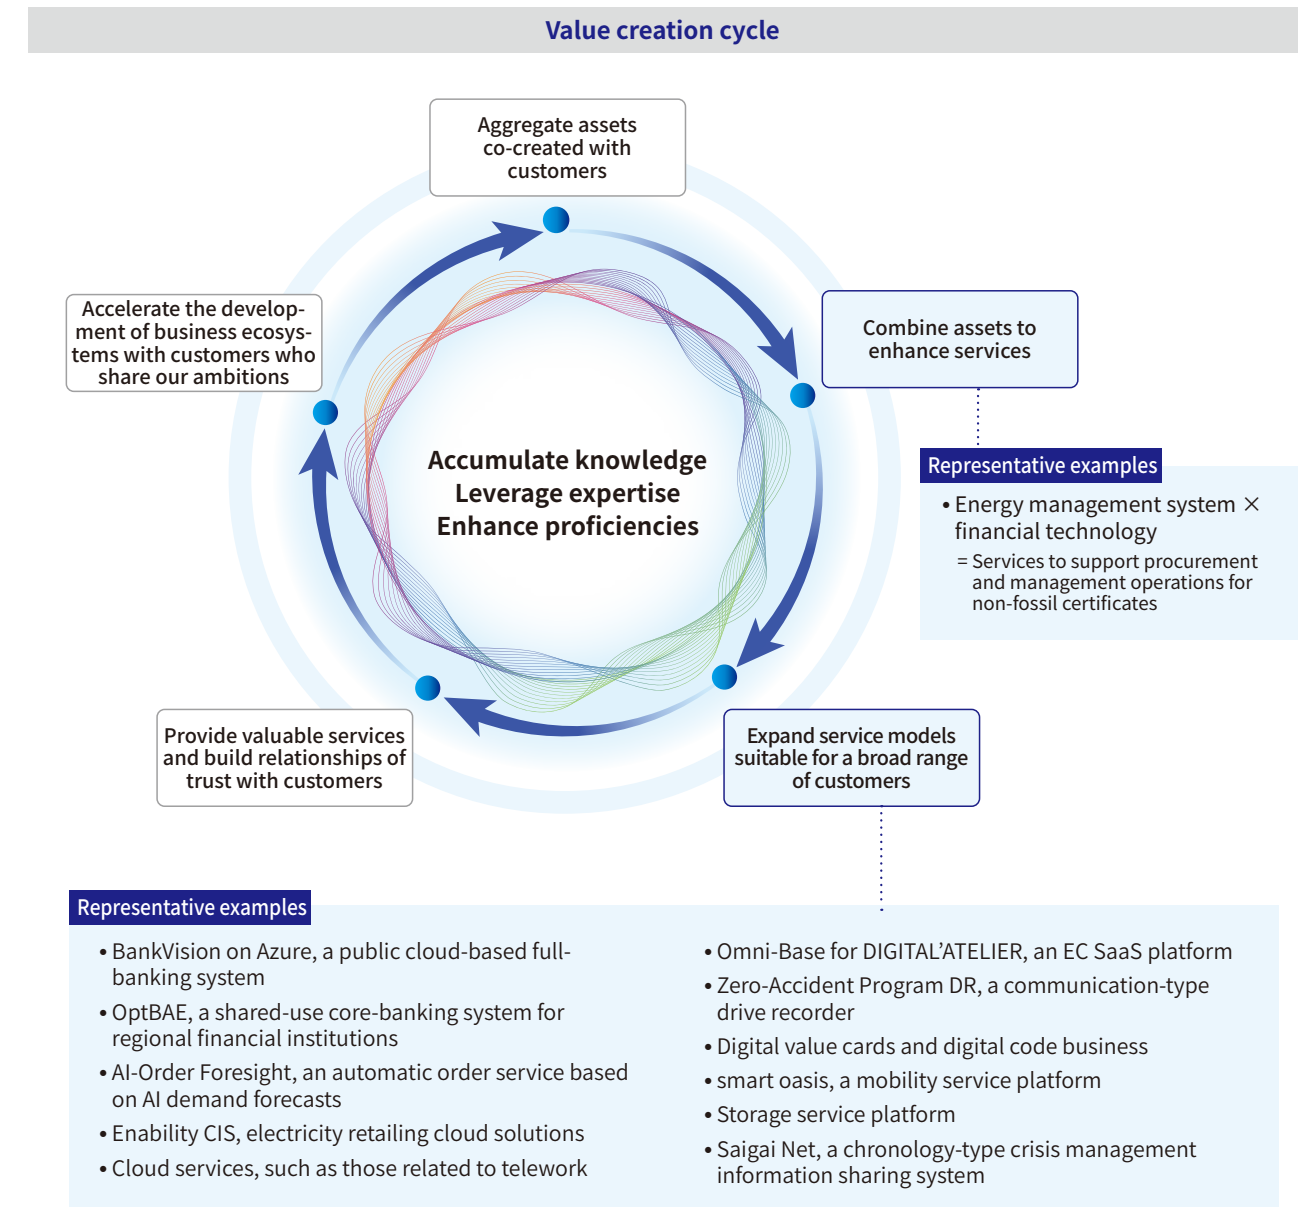 Value creation cycle
Aggregate assets
co-created with
customers
Accelerate the develop-
ment of business ecosys-
tems with customers who
share our ambitions
Combine assets to
enhance services
Accumulate knowledge
Leverage expertise
Enhance proficiencies
Representative examples
• Energy management system ×
financial technology
= Services to support procurement
and management operations for
non-fossil certificates
Provide valuable services
and build relationships of
trust with customers
Expand service models
suitable for a broad range
of customers
Representative examples
• BankVision on Azure, a public cloud-based full-
banking system
• OptBAE, a shared-use core-banking system for
regional financial institutions
• AI-Order Foresight, an automatic order service based
on AI demand forecasts
• Enability CIS, electricity retailing cloud solutions
• Cloud services, such as those related to telework
• Omni-Base for DIGITAL’ATELIER, an EC SaaS platform
• Zero-Accident Program DR, a communication-type
drive recorder
• Digital value cards and digital code business
• smart oasis, a mobility service platform
• Storage service platform
• Saigai Net, a chronology-type crisis management
information sharing system